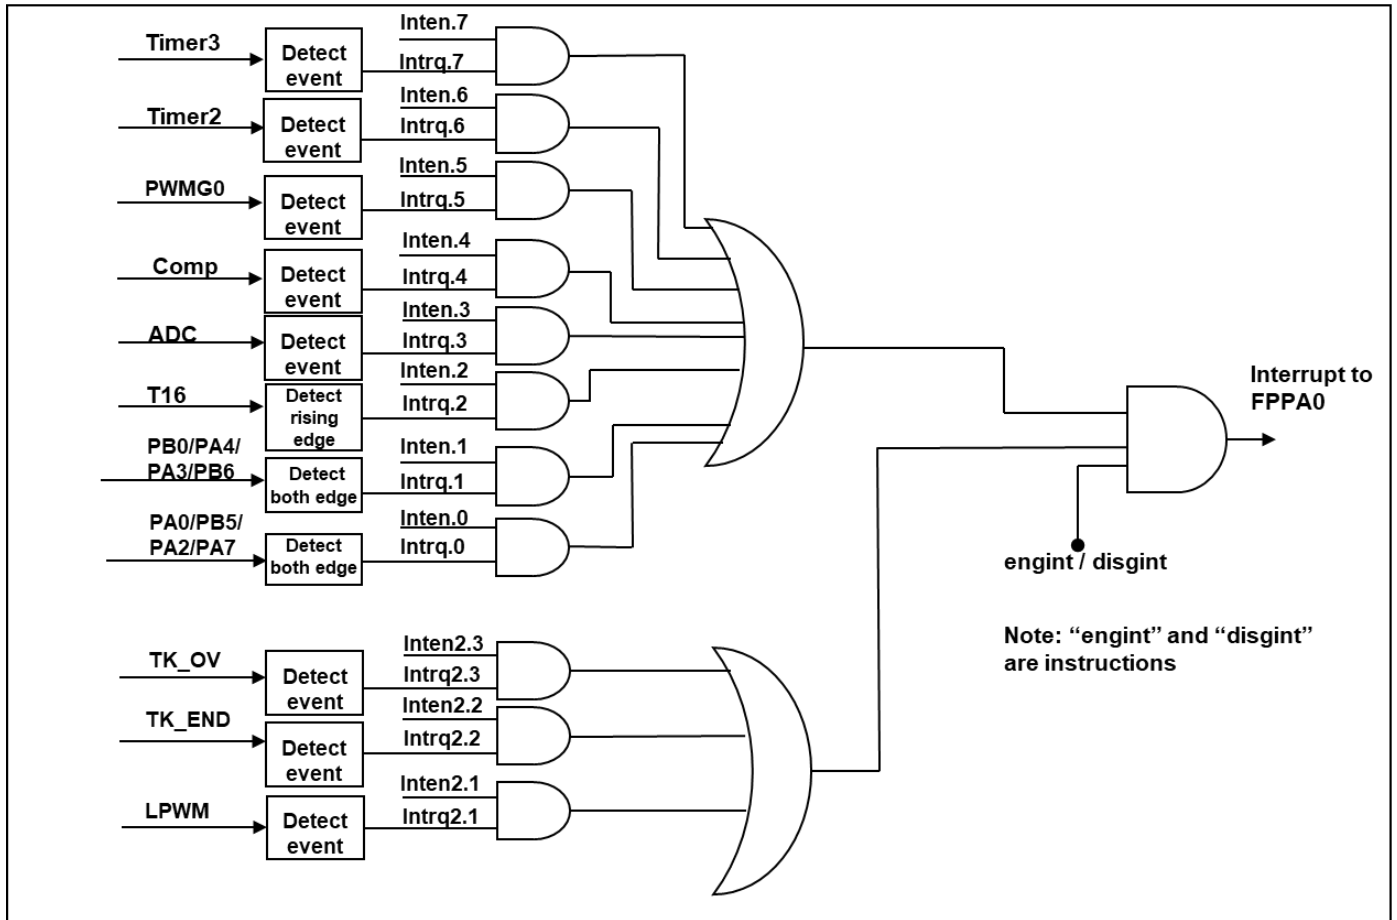 Timer3
Detect
event
Inten.7
Intrq.7
Timer2
Detect
event
Inten.6
Intrq.6
PWMG0
Detect
event
Inten.5
Intrq.5
Comp
Detect
event
Inten.4
Intrq.4
ADC
Detect
event
Inten.3
Intrq.3
T16
Detect
rising
edge
Inten.2
Intrq.2
PB0/PA4/
PA3/PB6
Detect
both edge
Inten.1
Intrq.1
PA0/PB5/
PA2/PA7
Detect
both edge
Inten.0
Intrq.0
TK_OV
Detect
event
Inten2.3
Intrq2.3
TK_END
Detect
event
Inten2.2
Intrq2.2
LPWM
Detect
event
Inten2.1
Intrq2.1
Interrupt to
FPPA0
engint / disgint
Note: “engint” and “disgint”
are instructions